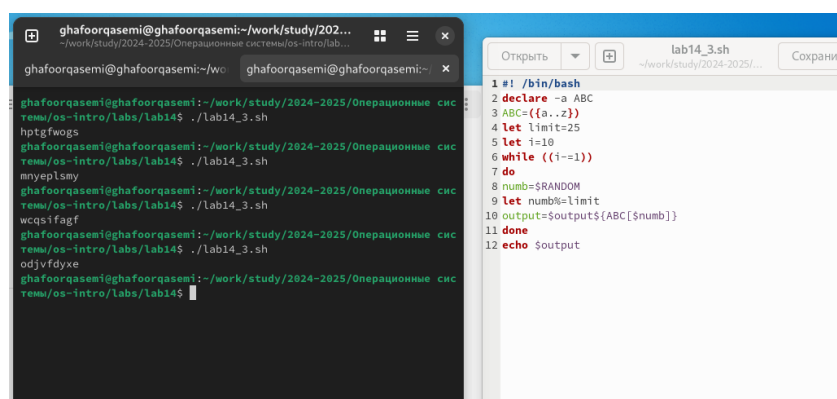 ghafoorqasemi@ghafoorqasemi:~/work/study/202...
~/work/study/2024-2025/Операционные системы/os-intro/lab...
ghafoorqasemi@ghafoorqasemi:~/wo
ghafoorqasemi@ghafoorqasemi:~/
ghafoorqasemi@ghafoorqasemi:~/work/study/2024-2025/Операционные сис
темы/os-intro/labs/lab14$ ./lab14_3.sh
hptgfwogs
ghafoorqasemi@ghafoorqasemi:~/work/study/2024-2025/Операционные сис
темы/os-intro/labs/lab14$ ./lab14_3.sh
mnyeplsmy
ghafoorqasemi@ghafoorqasemi:~/work/study/2024-2025/Операционные сис
темы/os-intro/labs/lab14$ ./lab14_3.sh
wcqsifagf
ghafoorqasemi@ghafoorqasemi:~/work/study/2024-2025/Операционные сис
темы/os-intro/labs/lab14$ ./lab14_3.sh
odjvfdyxe
ghafoorqasemi@ghafoorqasemi:~/work/study/2024-2025/Операционные сис
темы/os-intro/labs/lab14$
Открыть
lab14_3.sh
~/work/study/2024-2025/...
Сохрани
1 #! /bin/bash
2 declare -a ABC
3 ABC=({a..z})
4 let limit=25
5 let i=10
6 while ((i-=1))
7 do
8 numb=$RANDOM
9 let numb%=limit
10 output=$output${ABC[$numb]}
11 done
12 echo $output